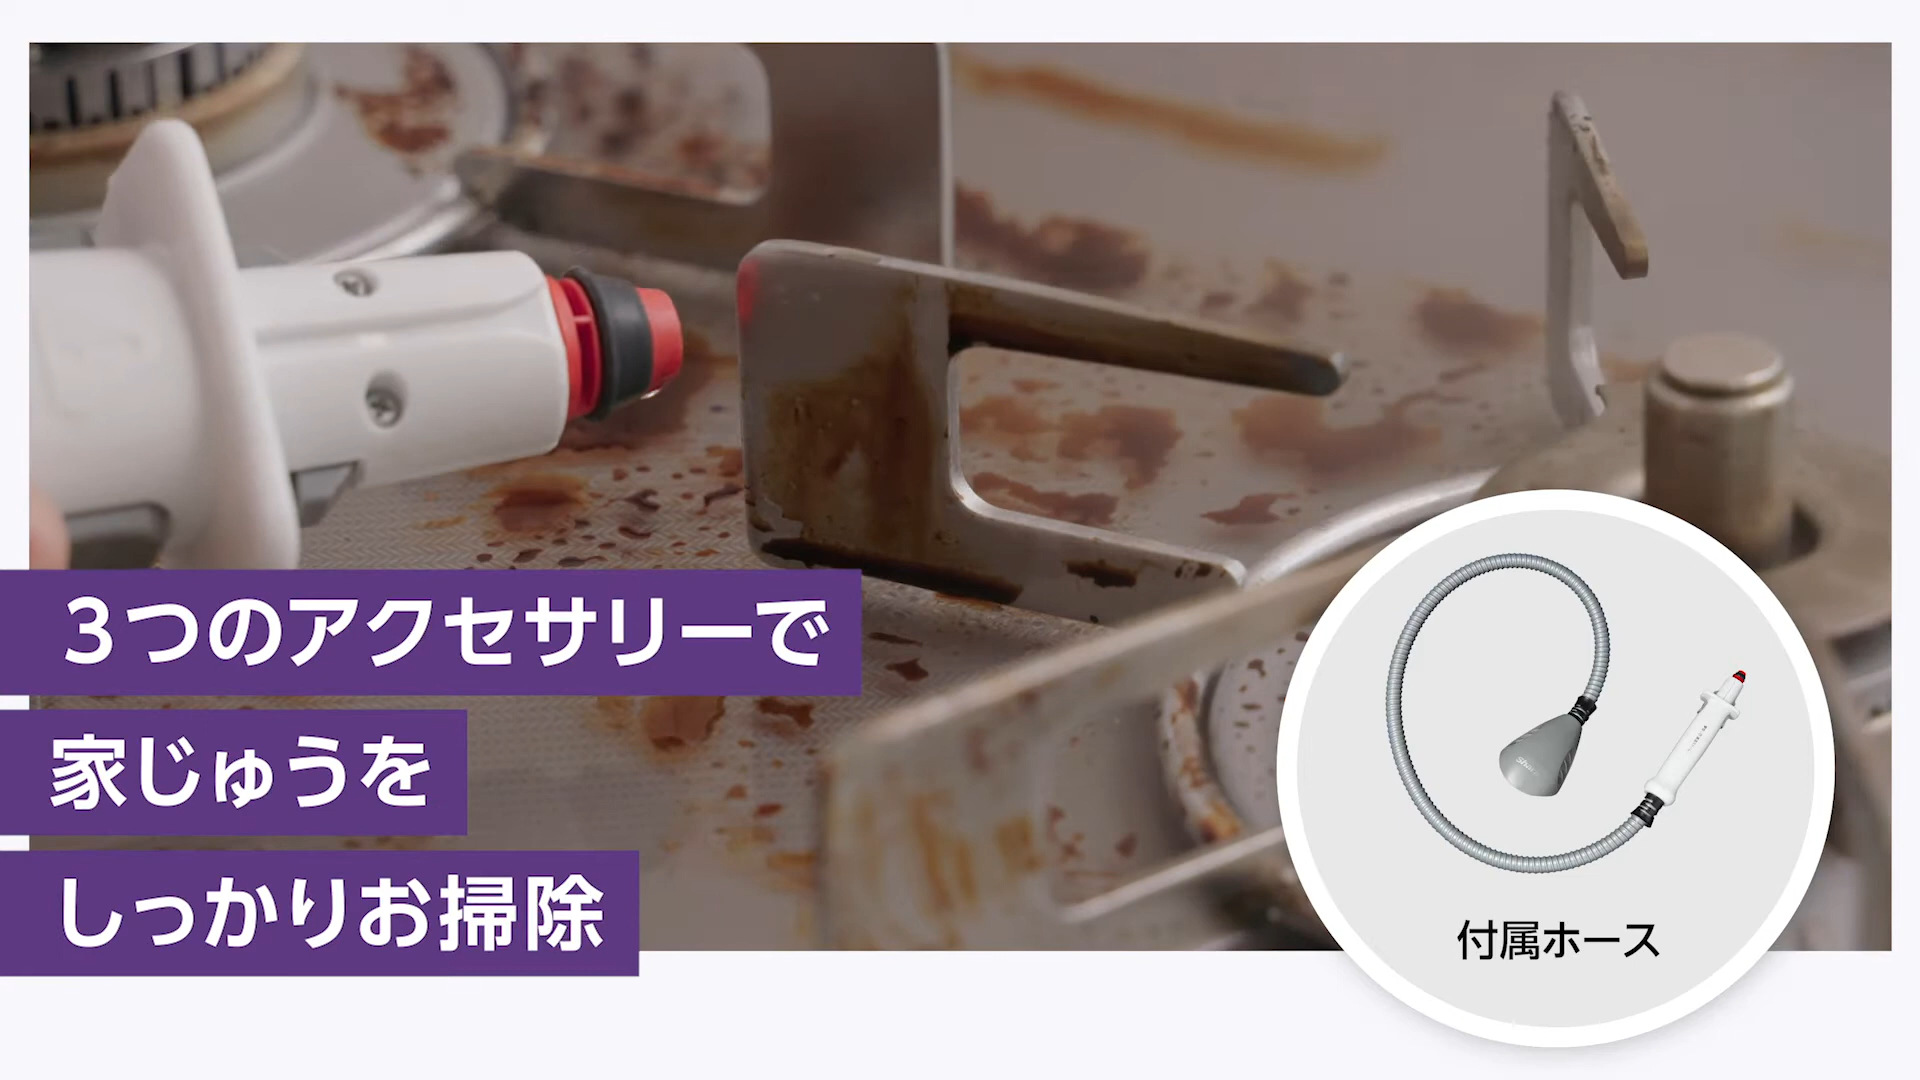 ３つのアクセサリーで
家じゅうを
しっかりお掃除
付属ホース